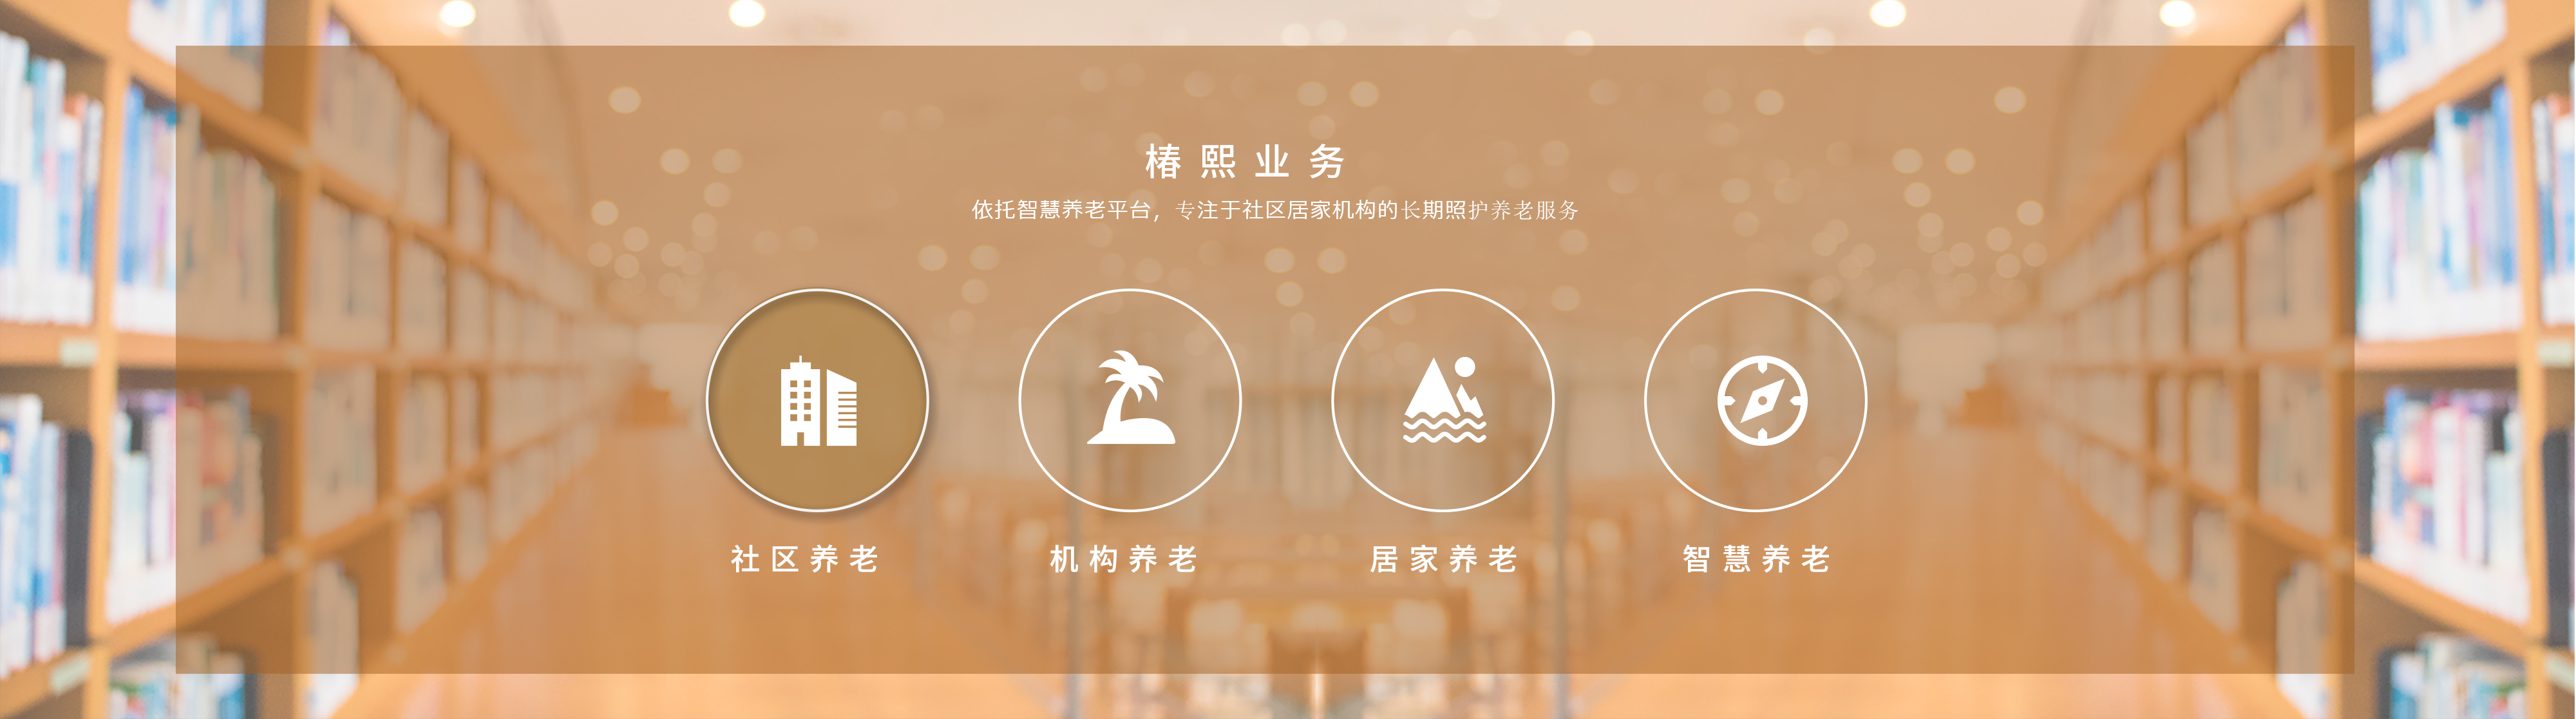 椿熙业务
依托智慧养老平台，专注于社区居家机构的长期照护养老服务
社区养老
机构养老
居家养老
智慧养老